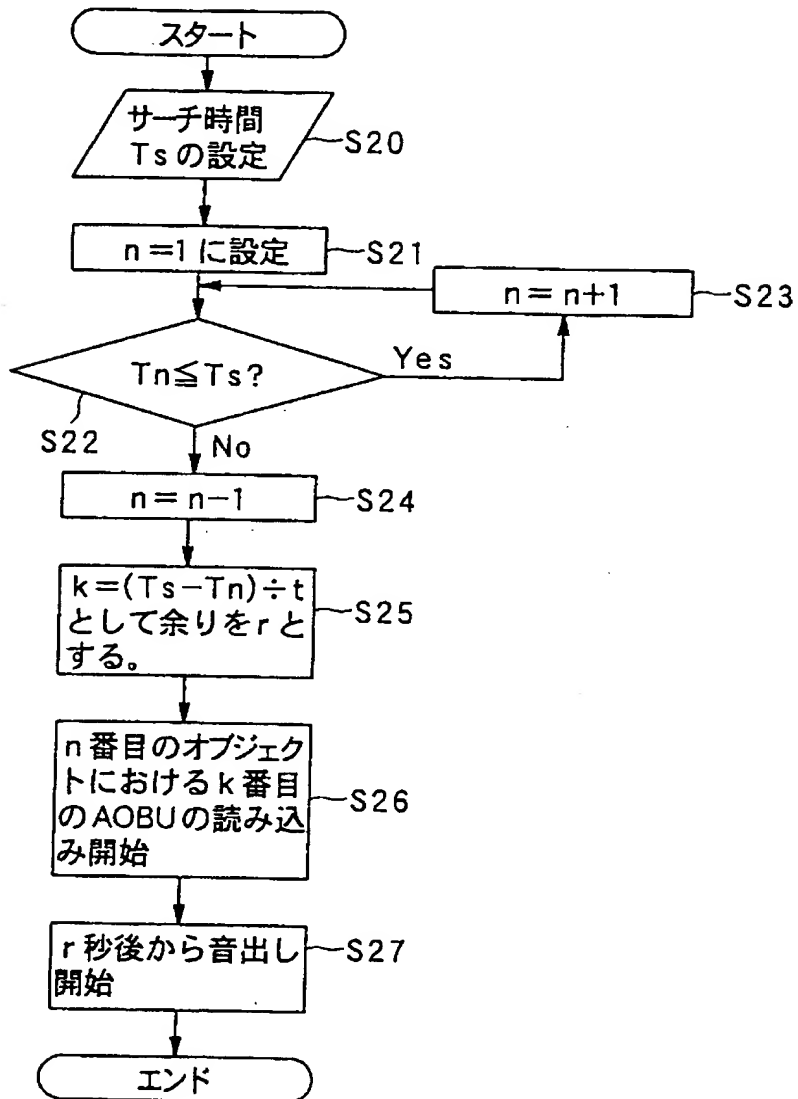 スタート
サーチ時間
Tsの設定
S20
n=1に設定
S21
n=n+1
S23
Tn≦Ts?
Yes
S22
No
n=n-1
S24
k=(Ts-Tn)÷t
として余りをrと
する。
S25
n番目のオブジェク
トにおけるk番目
のAOBUの読み込
み開始
S26
r秒後から音出し
開始
S27
エンド